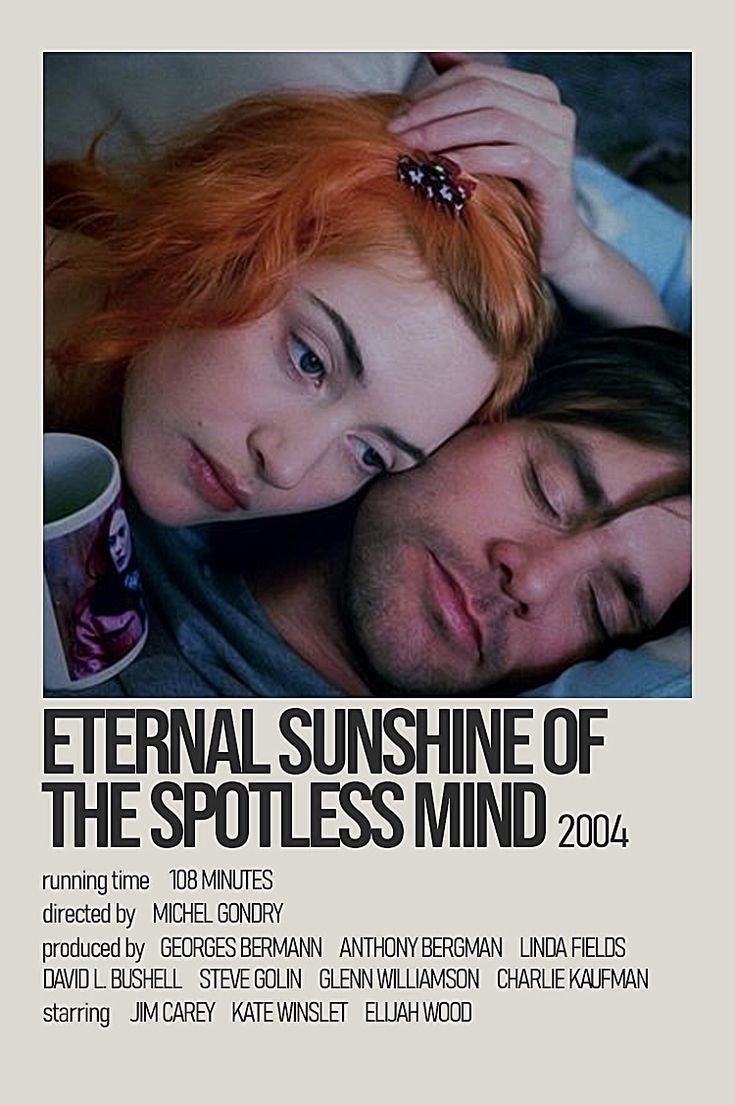 ETERNAL SUNSHINE OF
THE SPOTLESS MIND 2004
running time 108 MINUTES
directed by MICHEL GONDRY
produced by GEORGES BERMANN ANTHONY BERGMAN LINDA FIELDS
DAVID L. BUSHELL STEVE GOLIN GLENN WILLIAMSON CHARLIE KAUFMAN
starring JIM CAREY KATE WINSLET ELIJAH WOOD